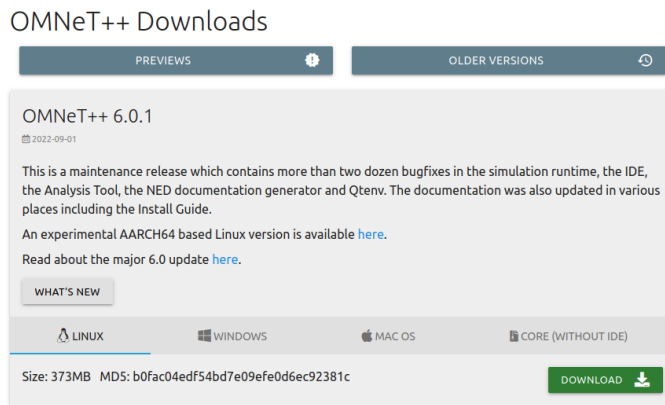 OMNeT++ Downloads
PREVIEWS
OLDER VERSIONS
OMNeT++ 6.0.1
2022-09-01
This is a maintenance release which contains more than two dozen bugfixes in the simulation runtime, the IDE,
the Analysis Tool, the NED documentation generator and Qtenv. The documentation was also updated in various
places including the Install Guide.
An experimental AARCH64 based Linux version is available here.
Read about the major 6.0 update here.
WHAT'S NEW
LINUX
WINDOWS
MAC OS
CORE (WITHOUT IDE)
Size: 373MB MD5: b0fac04edf54bd7e09efe0d6ec92381c
DOWNLOAD